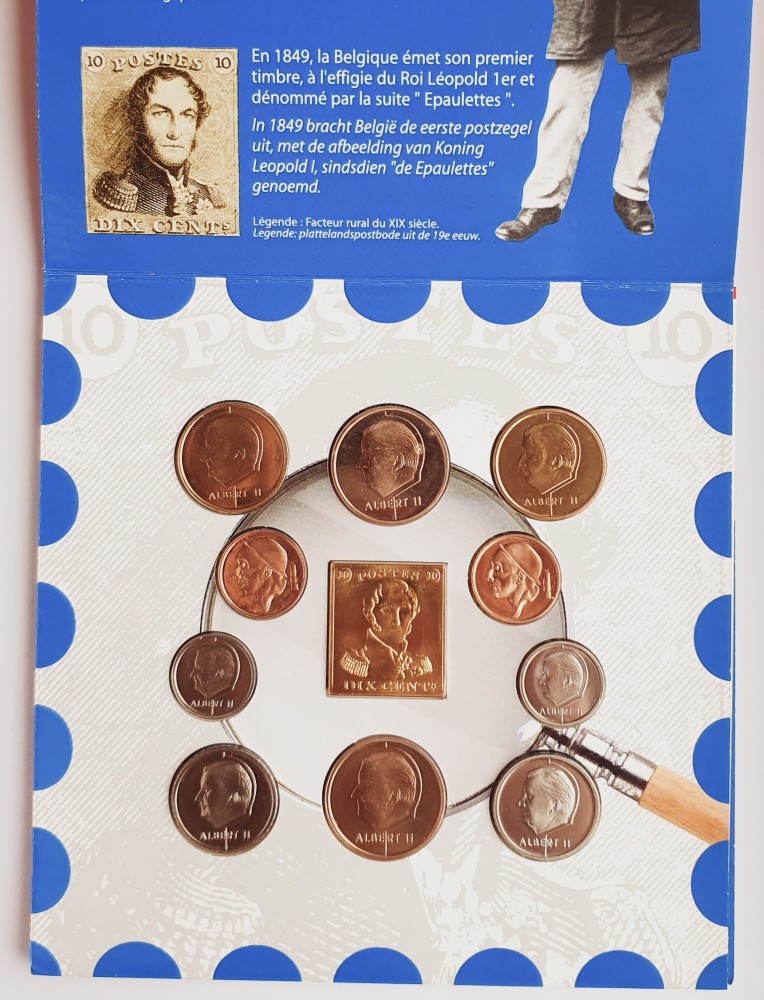 10 POSTES 10
DIX CENTS
En 1849, la Belgique émet son premier
timbre, à l'effigie du Roi Léopold 1er et
dénommé par la suite " Epaulettes ".
In 1849 bracht België de eerste postzegel
uit, met de afbeelding van Koning
Leopold I, sindsdien "de Epaulettes"
genoemd.
Légende : Facteur rural du XIX siècle.
Legende: plattelandspostbode uit de 19e eeuw.
10 POSTES 10
ALBERT II
ALBERT II
ALBERT II
10 POSTES 10
DIX CENTS
ALBERT II
ALBERT II
ALBERT II
ALBERT II
ALBERT II